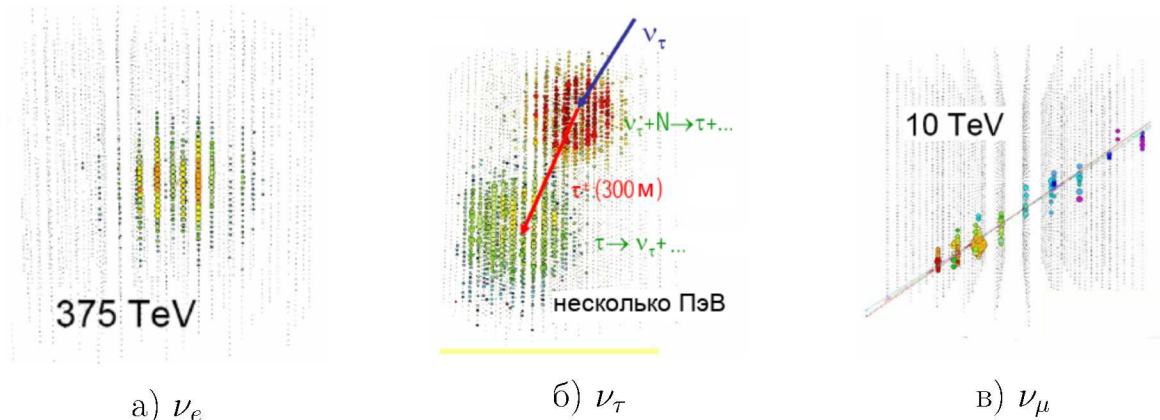 375 TeV
а) ν_e
ν_τ
ν_τ+N→τ+...
τ- (300 м)
τ→ ν_τ+...
несколько ПэВ
б) ν_τ
10 TeV
в) ν_μ